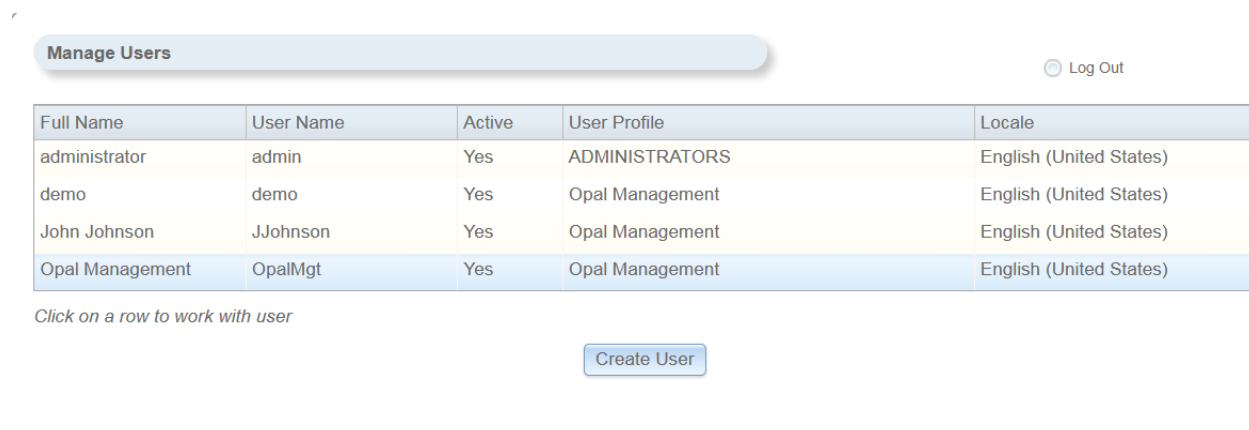 Manage Users
Log Out
Full Name User Name Active User Profile Locale
administrator admin Yes ADMINISTRATORS English (United States)
demo demo Yes Opal Management English (United States)
John Johnson JJohnson Yes Opal Management English (United States)
Opal Management OpalMgt Yes Opal Management English (United States)
Click on a row to work with user
Create User